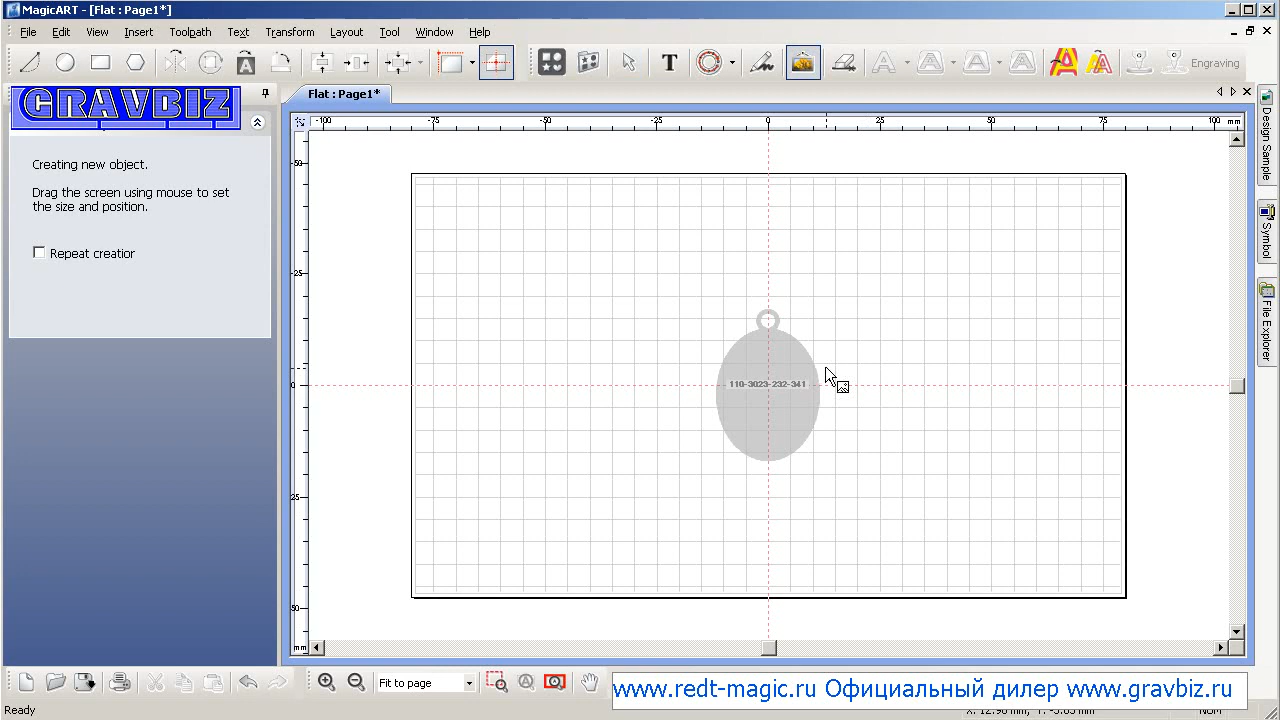 MagicART - [Flat : Page1*]
File Edit View Insert ToolPath Text Transform Layout Tool Window Help
T A Engraving
GRAVBIZ
Flat : Page1*
Creating new object.
Drag the screen using mouse to set
the size and position.
Repeat creatior
-100 -75 -50 -25 0 25 50 75 100 mm
-50
-25
0
25
50
mm
110-3023-232-341
Design Sample
Symbol
File Explorer
Fit to page
www.redt-magic.ru Официальный дилер www.gravbiz.ru
Ready